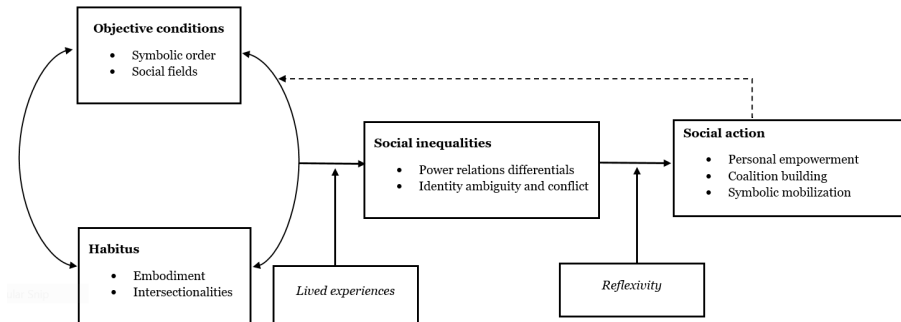 Objective conditions
• Symbolic order
• Social fields
Social inequalities
• Power relations differentials
• Identity ambiguity and conflict
Social action
• Personal empowerment
• Coalition building
• Symbolic mobilization
Habitus
• Embodiment
• Intersectionalities
Lived experiences
Reflexivity